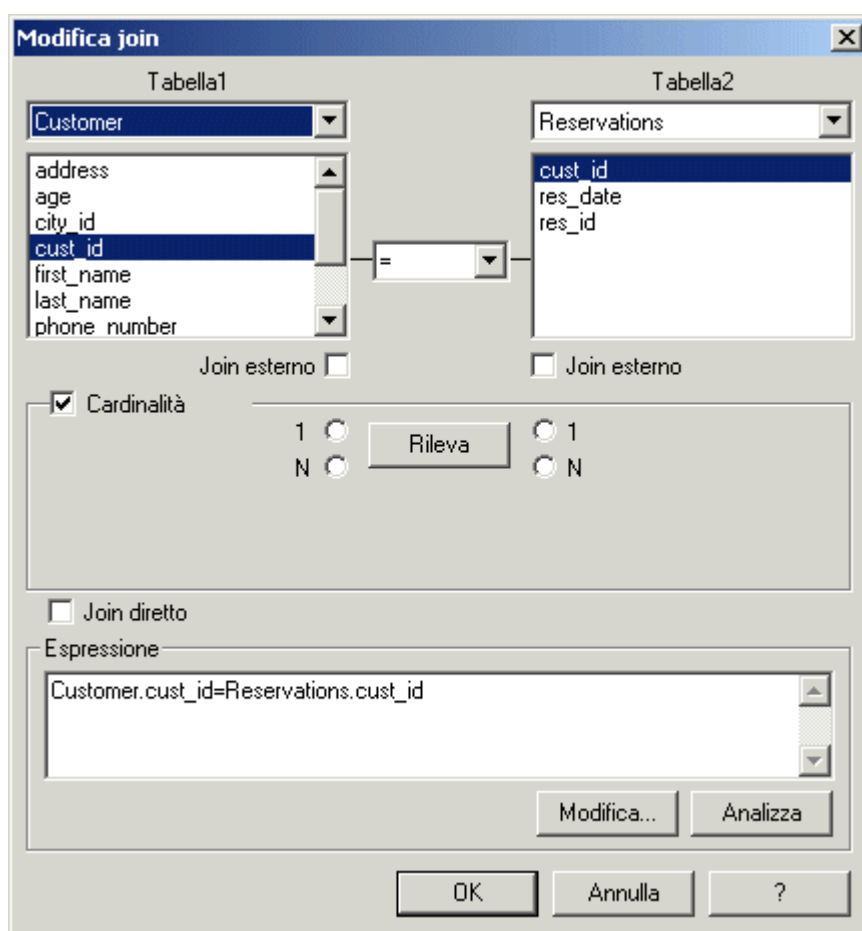 Modifica join
Tabella1 Tabella2
Customer Reservations
address cust_id
age res_date
city_id res_id
cust_id
=
first_name
last_name
phone_number
Join esterno Join esterno
Cardinalità
1 1
Rileva
N N
Join diretto
Espressione
Customer.cust_id=Reservations.cust_id
Modifica... Analizza
OK Annulla ?